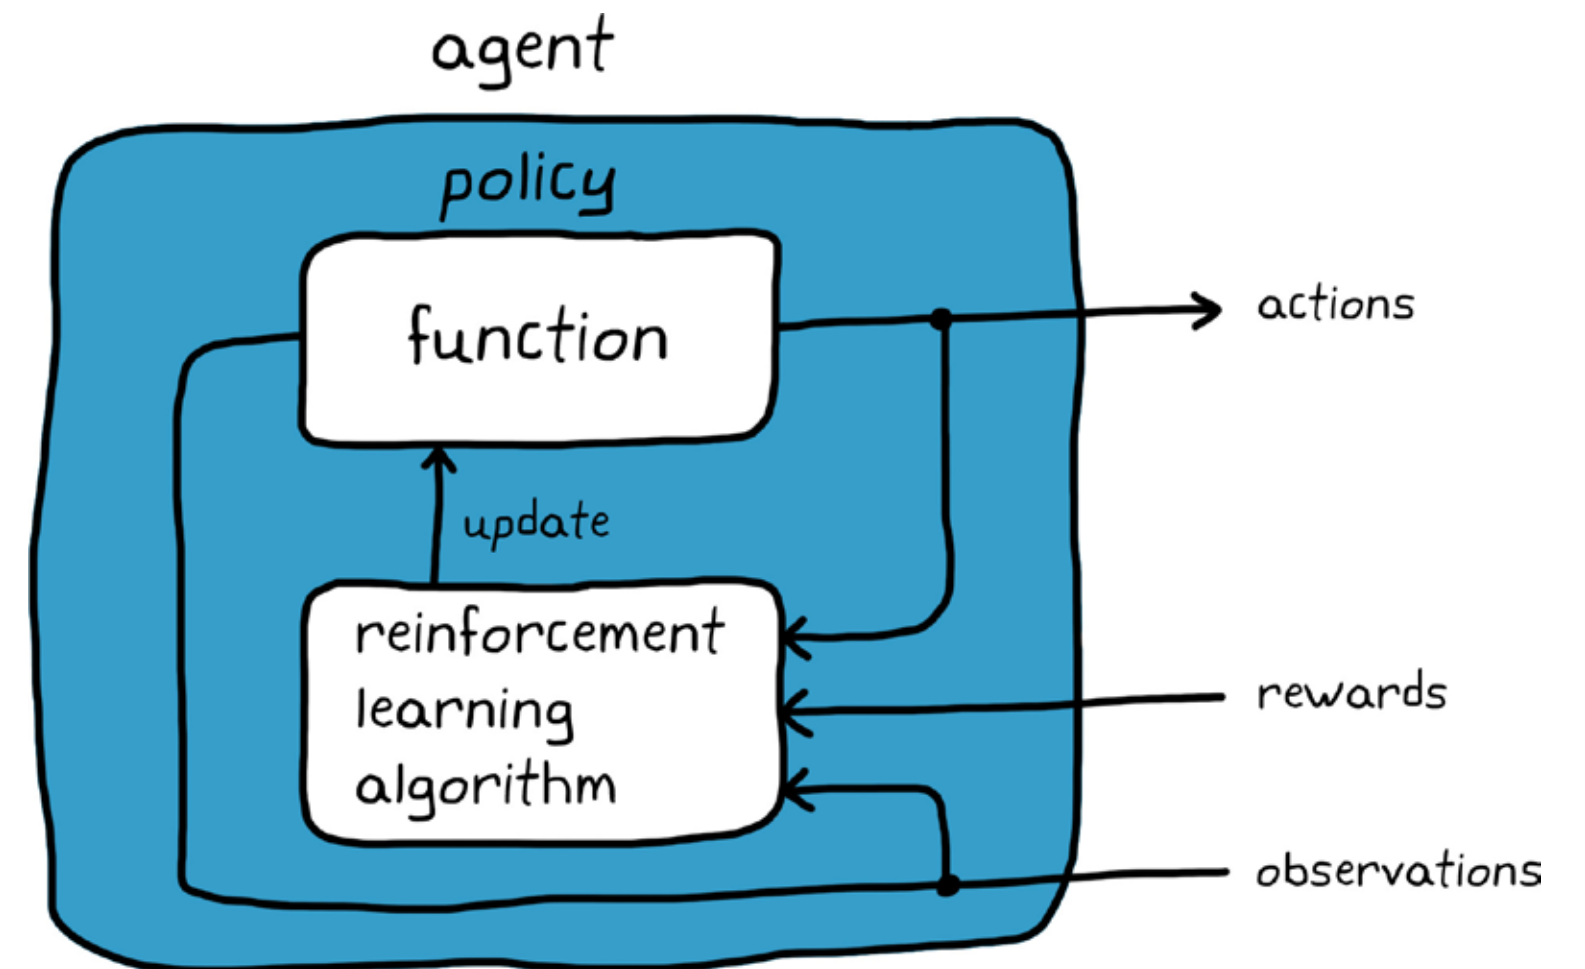 agent
policy
function
actions
update
reinforcement
learning
algorithm
rewards
observations